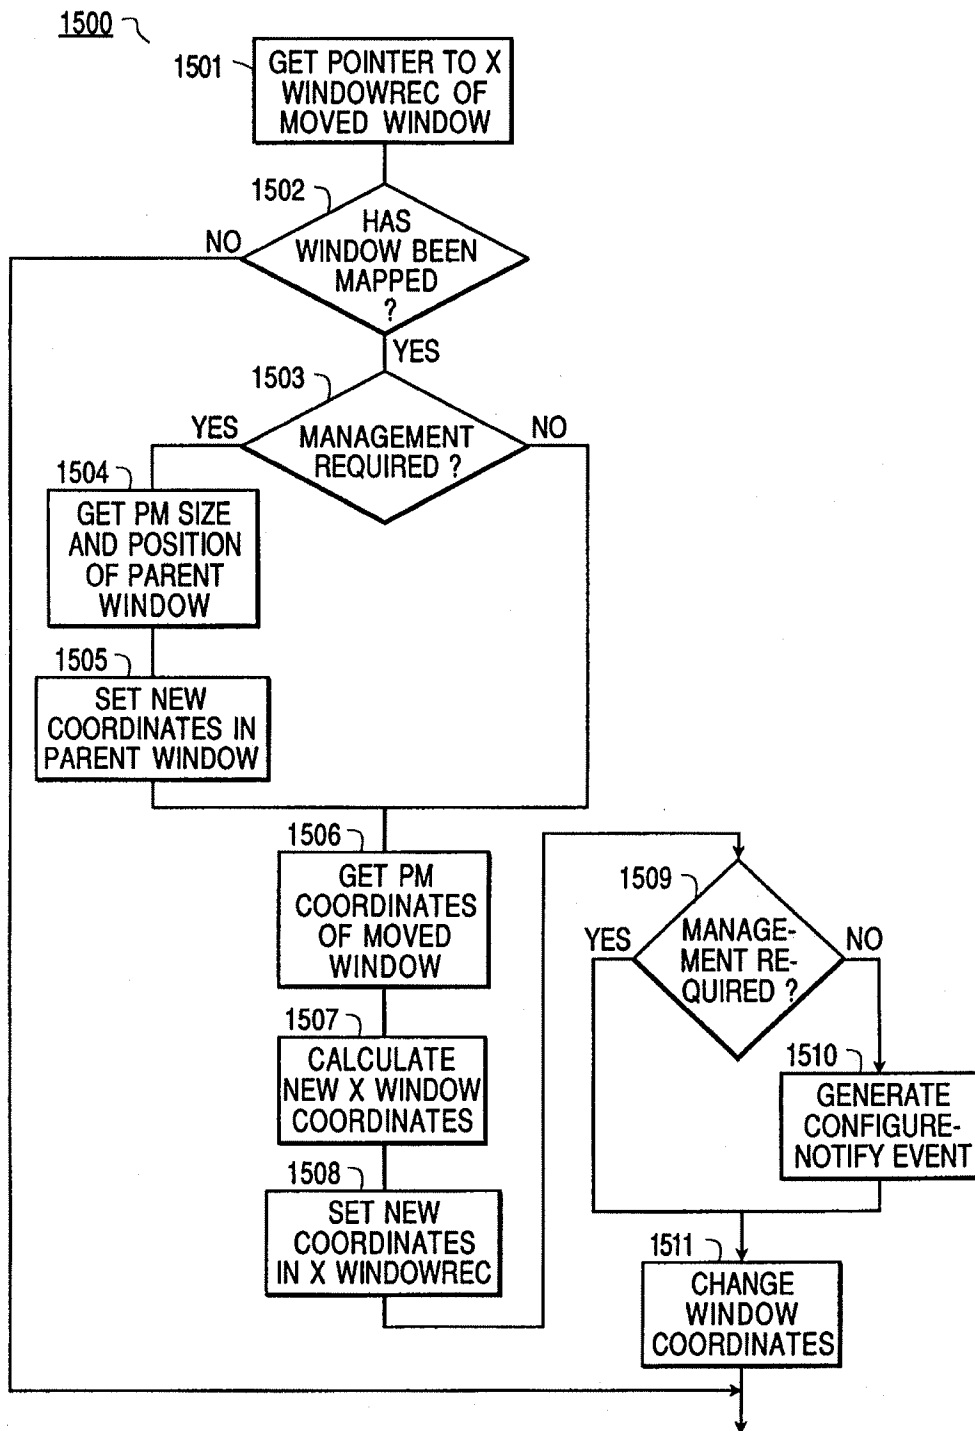 1500
1501
GET POINTER TO X
WINDOWREC OF
MOVED WINDOW
1502
HAS
WINDOW BEEN
MAPPED
?
NO
YES
1503
MANAGEMENT
REQUIRED ?
YES
NO
1504
GET PM SIZE
AND POSITION
OF PARENT
WINDOW
1505
SET NEW
COORDINATES IN
PARENT WINDOW
1506
GET PM
COORDINATES
OF MOVED
WINDOW
1507
CALCULATE
NEW X WINDOW
COORDINATES
1508
SET NEW
COORDINATES
IN X WINDOWREC
1509
MANAGE-
MENT RE-
QUIRED ?
YES
NO
1510
GENERATE
CONFIGURE-
NOTIFY EVENT
1511
CHANGE
WINDOW
COORDINATES